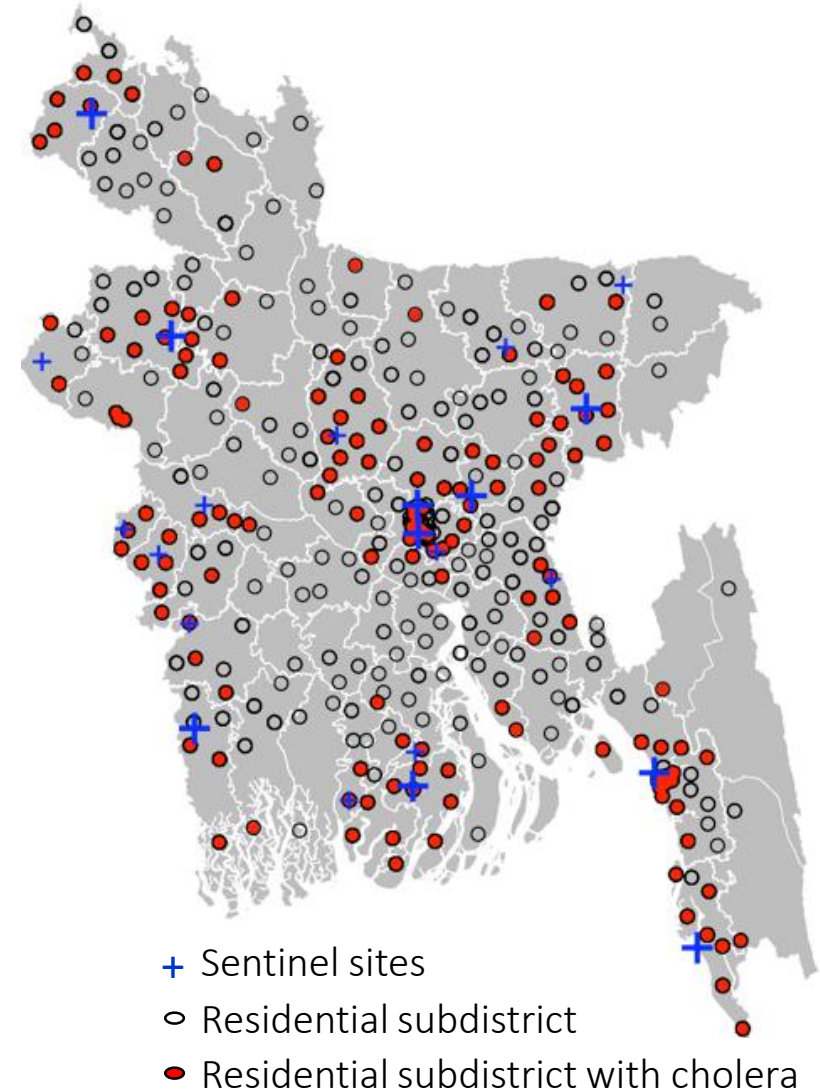 Sentinel sites
Residential subdistrict
Residential subdistrict with cholera